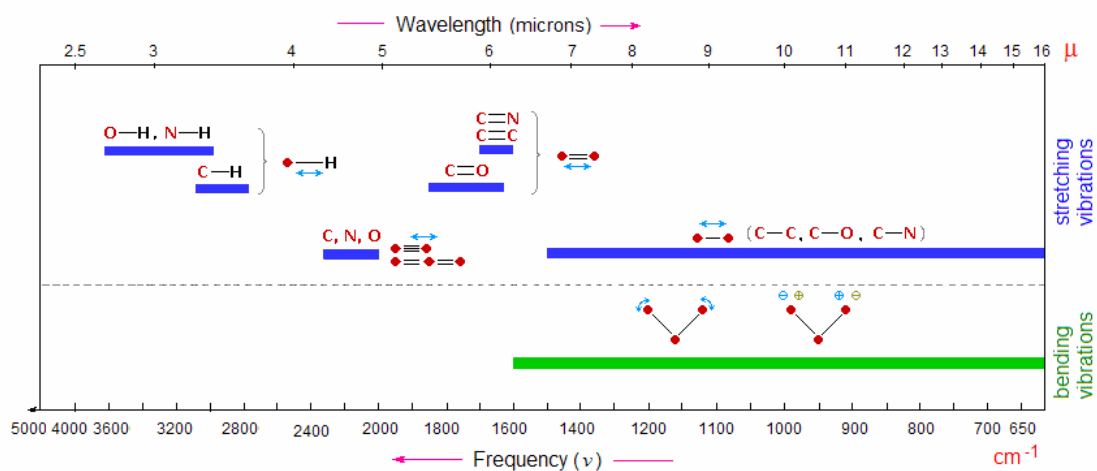 Wavelength (microns)
2.5 3 4 5 6 7 8 9 10 11 12 13 14 15 16 μ
O—H, N—H
C—H
•—H
C=N
C=C
C=O
C, N, O
(C—C, C—O, C—N)
stretching
vibrations
⊖ ⊕ ⊕ ⊖
bending
vibrations
5000 4000 3600 3200 2800 2400 2000 1800 1600 1400 1200 1100 1000 900 800 700 650
Frequency (ν)
cm-1